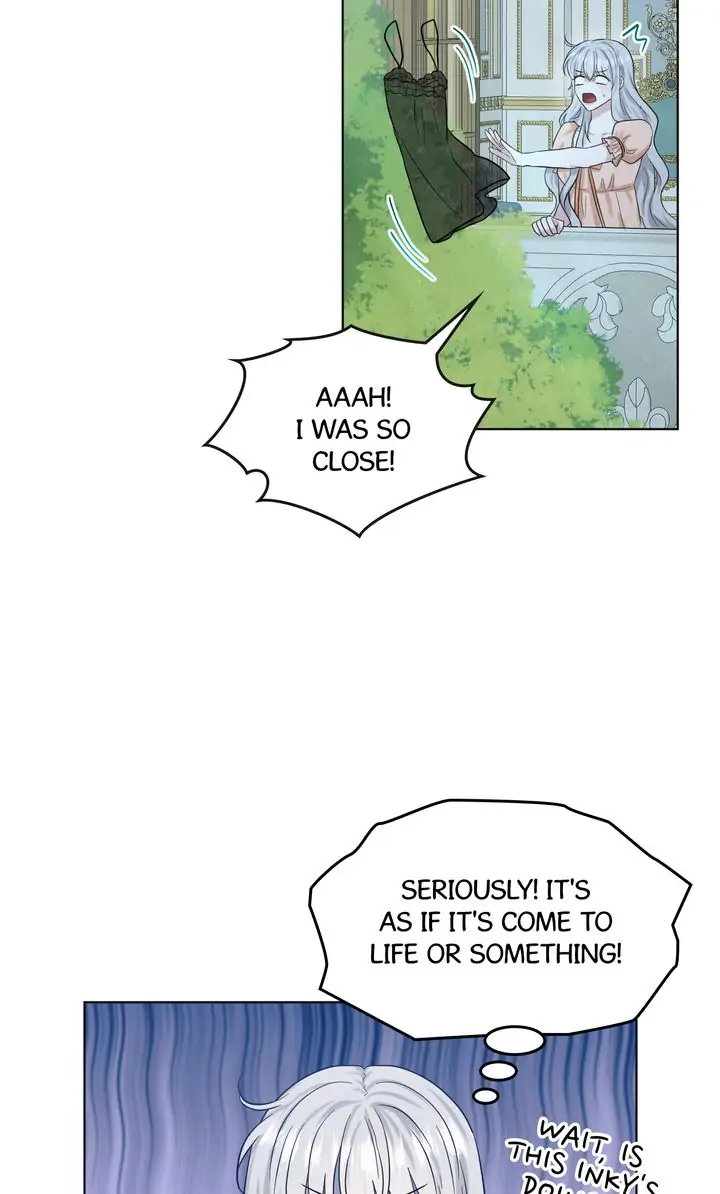 AAAH!
I WAS SO
CLOSE!
SERIOUSLY! IT'S
AS IF IT'S COME TO
LIFE OR SOMETHING!
WAIT, IS
THIS INKY'S